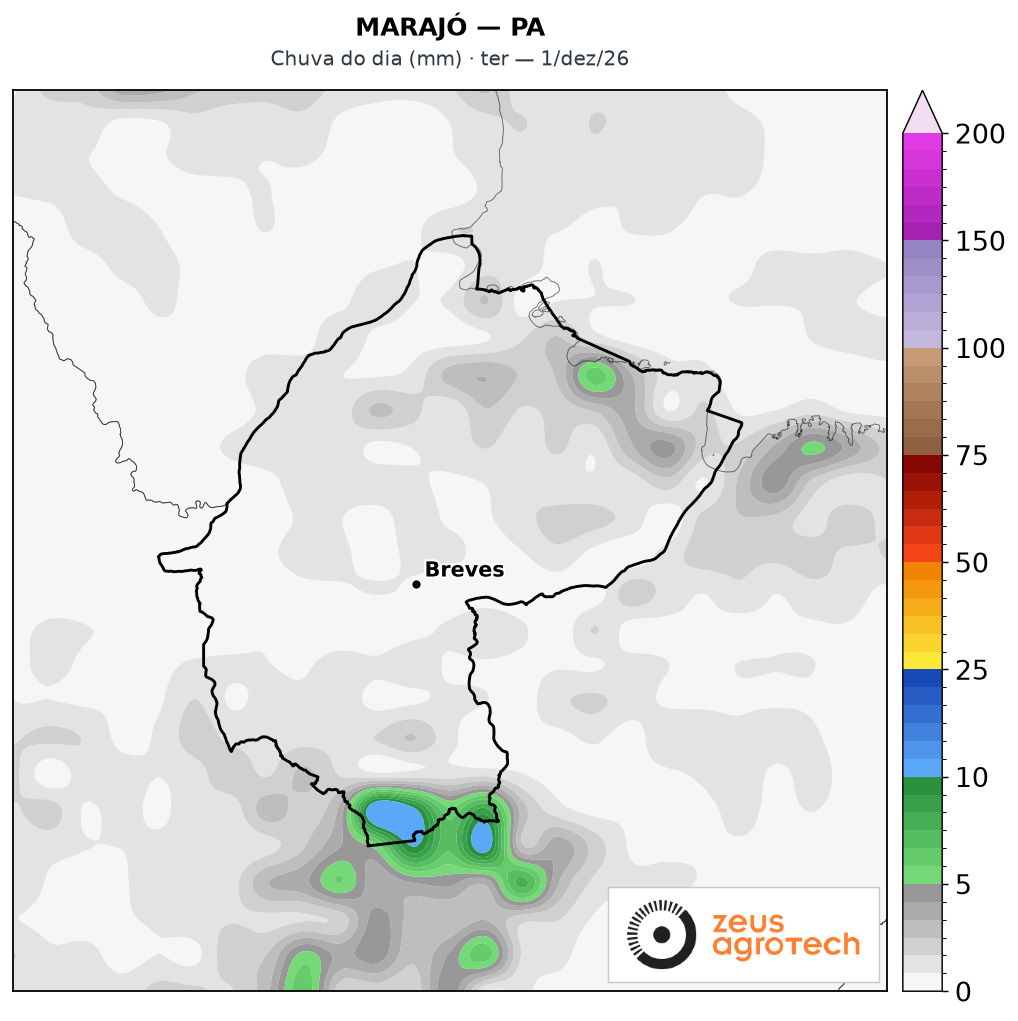 MARAJÓ — PA
Chuva do dia (mm) · ter — 1/dez/26
200
150
100
75
50
25
10
5
0
Breves
zeus
agrotech